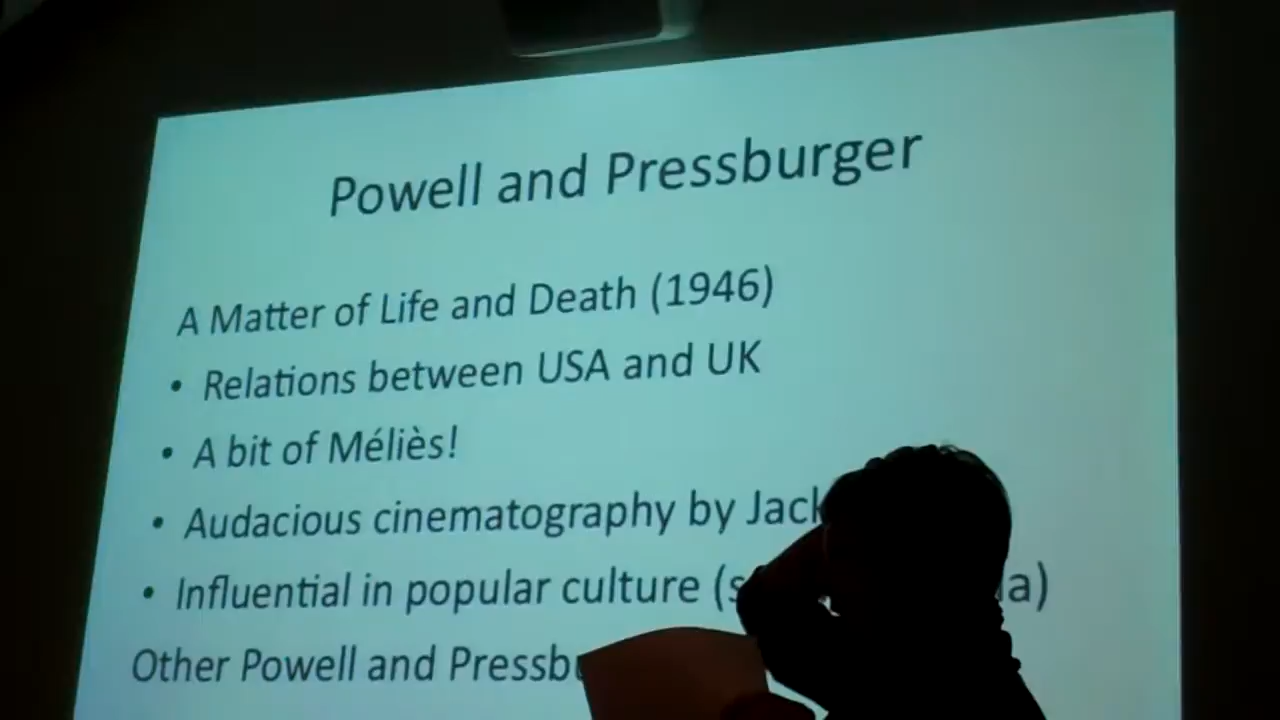 Powell and Pressburger
A Matter of Life and Death (1946)
• Relations between USA and UK
• A bit of Méliès!
• Audacious cinematography by Jack
• Influential in popular culture (
Other Powell and